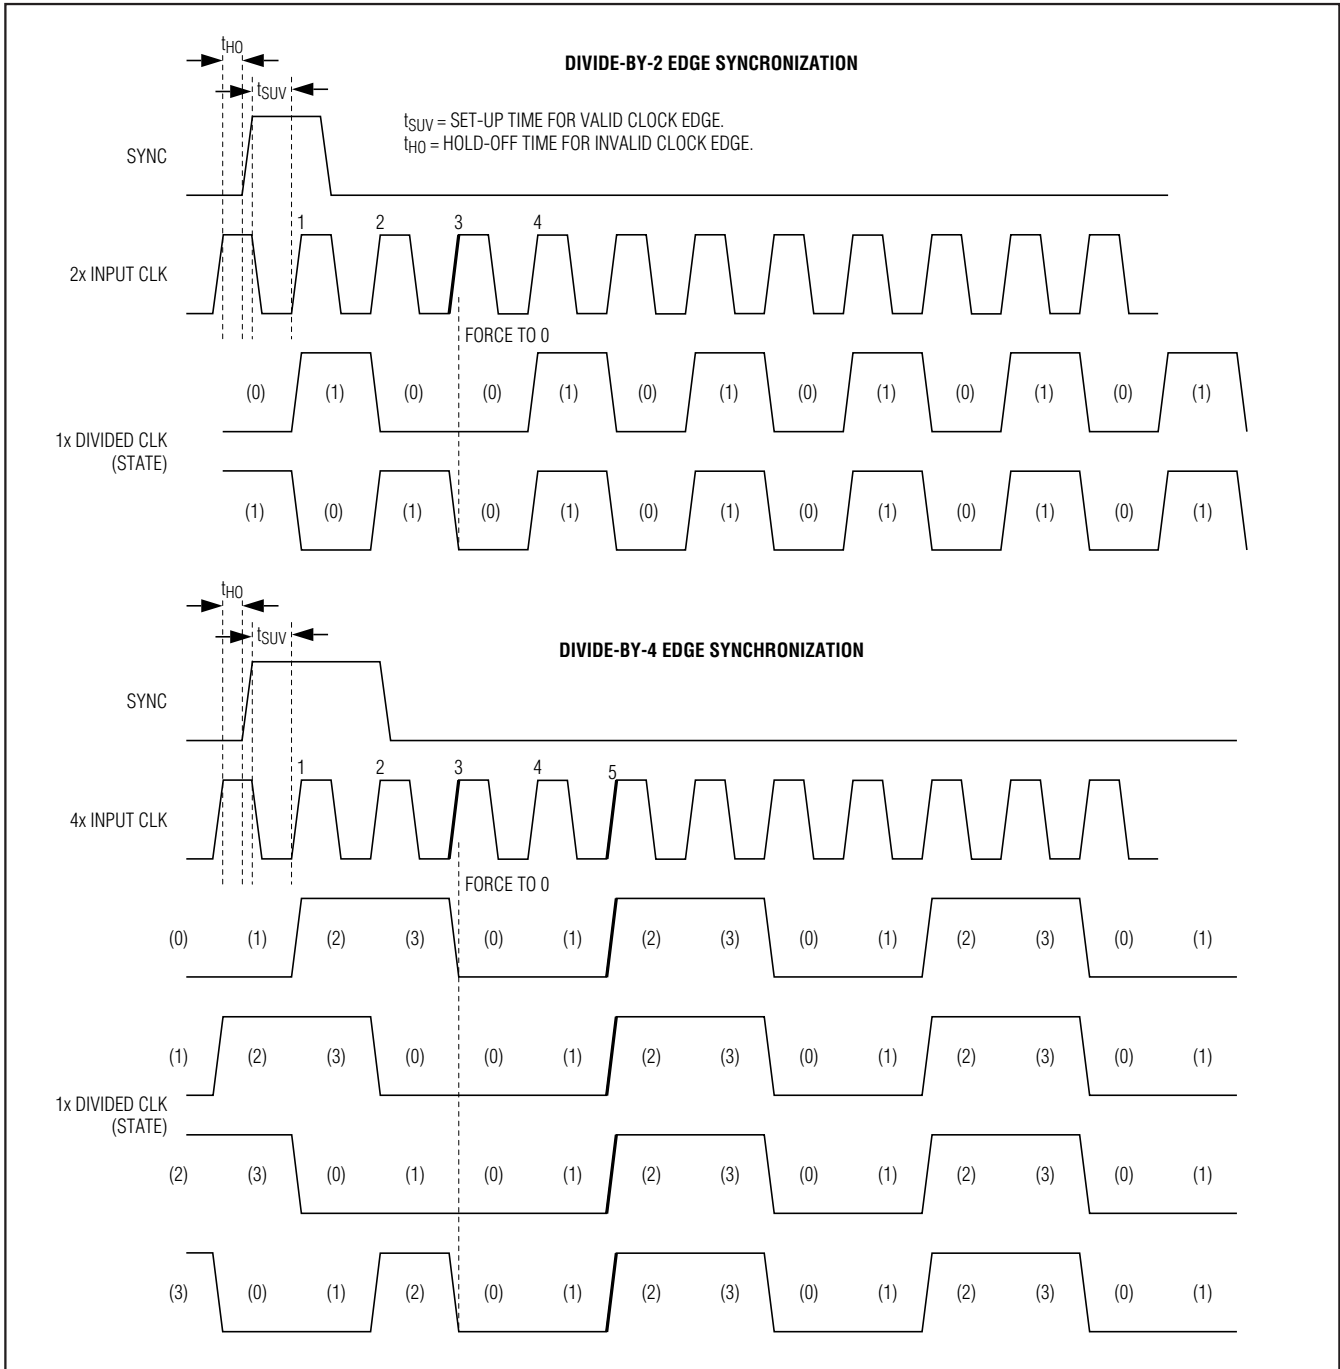 tHO
DIVIDE-BY-2 EDGE SYNCRONIZATION
tSUV
tSUV = SET-UP TIME FOR VALID CLOCK EDGE.
tHO = HOLD-OFF TIME FOR INVALID CLOCK EDGE.
SYNC
1 2 3 4
2x INPUT CLK
FORCE TO 0
(0) (1) (0) (0) (1) (0) (1) (0) (1) (0) (1) (0) (1)
1x DIVIDED CLK
(STATE)
(1) (0) (1) (0) (1) (0) (1) (0) (1) (0) (1) (0) (1)
tHO
tSUV
DIVIDE-BY-4 EDGE SYNCHRONIZATION
SYNC
1 2 3 4 5
4x INPUT CLK
FORCE TO 0
(0) (1) (2) (3) (0) (1) (2) (3) (0) (1) (2) (3) (0) (1)
(1) (2) (3) (0) (0) (1) (2) (3) (0) (1) (2) (3) (0) (1)
1x DIVIDED CLK
(STATE)
(2) (3) (0) (1) (0) (1) (2) (3) (0) (1) (2) (3) (0) (1)
(3) (0) (1) (2) (0) (1) (2) (3) (0) (1) (2) (3) (0) (1)